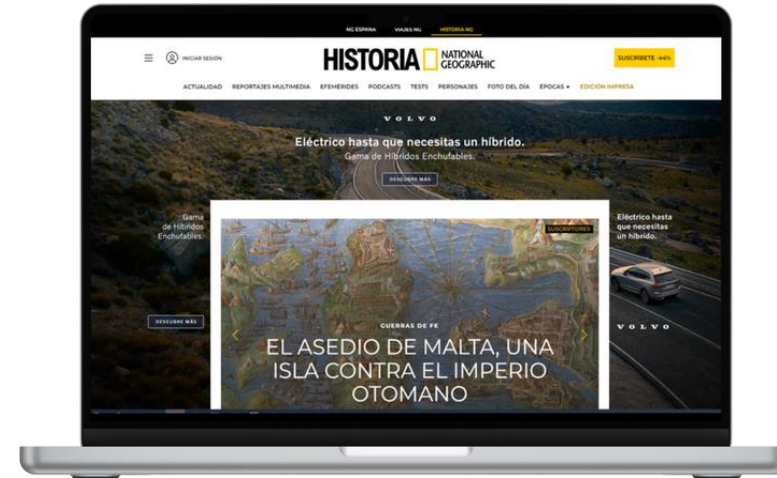 NG ESPAÑA VIAJES NG HISTORIA NG
INICIAR SESIÓN
HISTORIA NATIONAL
GEOGRAPHIC
SUSCRÍBETE -44%
ACTUALIDAD REPORTAJES MULTIMEDIA EFEMÉRIDES PODCASTS TESTS PERSONAJES FOTO DEL DÍA ÉPOCAS EDICIÓN IMPRESA
VOLVO
Eléctrico hasta que necesitas un híbrido.
Gama de Híbridos Enchufables.
DESCUBRE MÁS
Gama
de Híbridos
Enchufables.
DESCUBRE MÁS
SUSCRIPTORES
GUERRAS DE FE
EL ASEDIO DE MALTA, UNA
ISLA CONTRA EL IMPERIO
OTOMANO
Eléctrico hasta
que necesitas
un híbrido.
VOLVO